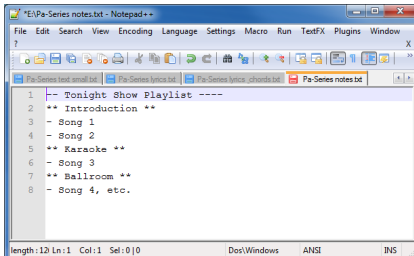 *E:\Pa-Series notes.txt - Notepad++
File Edit Search View Encoding Language Settings Macro Run TextFX Plugins Window
? X
Pa-Series text small.txt Pa-Series lyrics.txt Pa-Series lyrics_chords.txt Pa-Series notes.txt
1 -- Tonight Show Playlist ----
2 ** Introduction **
3 - Song 1
4 - Song 2
5 ** Karaoke **
6 - Song 3
7 ** Ballroom **
8 - Song 4, etc.
length : 12 Ln : 1 Col : 1 Sel : 0 | 0 Dos\Windows ANSI INS